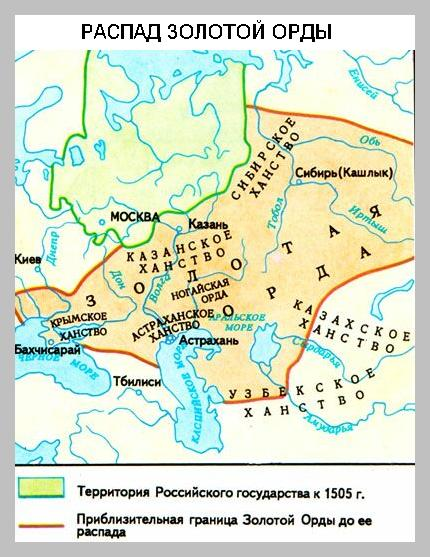 РАСПАД ЗОЛОТОЙ ОРДЫ
Енисей
Обь
СИБИРСКОЕ
ХАНСТВО
Сибирь(Кашлык)
Иртыш
Тобол
МОСКВА
Казань
КАЗАНСКОЕ
ХАНСТВО
Киев
Днепр
Дон
Волга
ЗОЛОТАЯ
ОРДА
НОГАЙСКАЯ
ОРДА
КРЫМСКОЕ
ХАНСТВО
АСТРАХАНСКОЕ
ХАНСТВО
АРАЛЬСКОЕ
МОРЕ
КАЗАХСКОЕ
ХАНСТВО
Бахчисарай
ЧЕРНОЕ МОРЕ
Астрахань
Сырдарья
Тбилиси
КАСПИЙСКОЕ МОРЕ
УЗБЕКСКОЕ
ХАНСТВО
Амударья
Территория Российского государства к 1505 г.
Приблизительная граница Золотой Орды до ее
распада